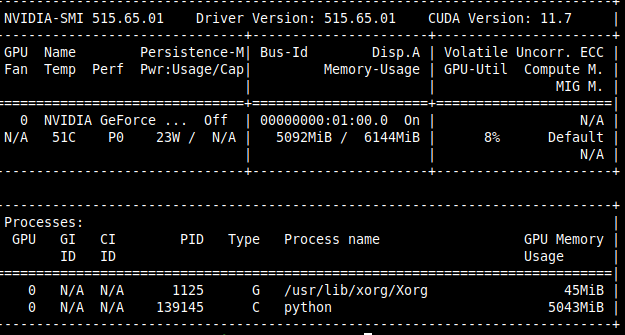 NVIDIA-SMI 515.65.01    Driver Version: 515.65.01    CUDA Version: 11.7     |
-------------------------------+----------------------+----------------------+
GPU  Name        Persistence-M| Bus-Id        Disp.A | Volatile Uncorr. ECC |
Fan  Temp  Perf  Pwr:Usage/Cap|         Memory-Usage | GPU-Util  Compute M. |
                              |                      |               MIG M. |
===============================+======================+======================|
  0  NVIDIA GeForce ...  Off  | 00000000:01:00.0  On |                  N/A |
N/A   51C    P0    23W /  N/A |   5092MiB /  6144MiB |      8%      Default |
                              |                      |                  N/A |
-------------------------------+----------------------+----------------------+
-----------------------------------------------------------------------------+
Processes:                                                                  |
 GPU   GI   CI        PID   Type   Process name                  GPU Memory |
       ID   ID                                                   Usage      |
=============================================================================|
   0   N/A  N/A      1125      G   /usr/lib/xorg/Xorg                 45MiB |
   0   N/A  N/A    139145      C   python                           5043MiB |
-----------------------------------------------------------------------------+